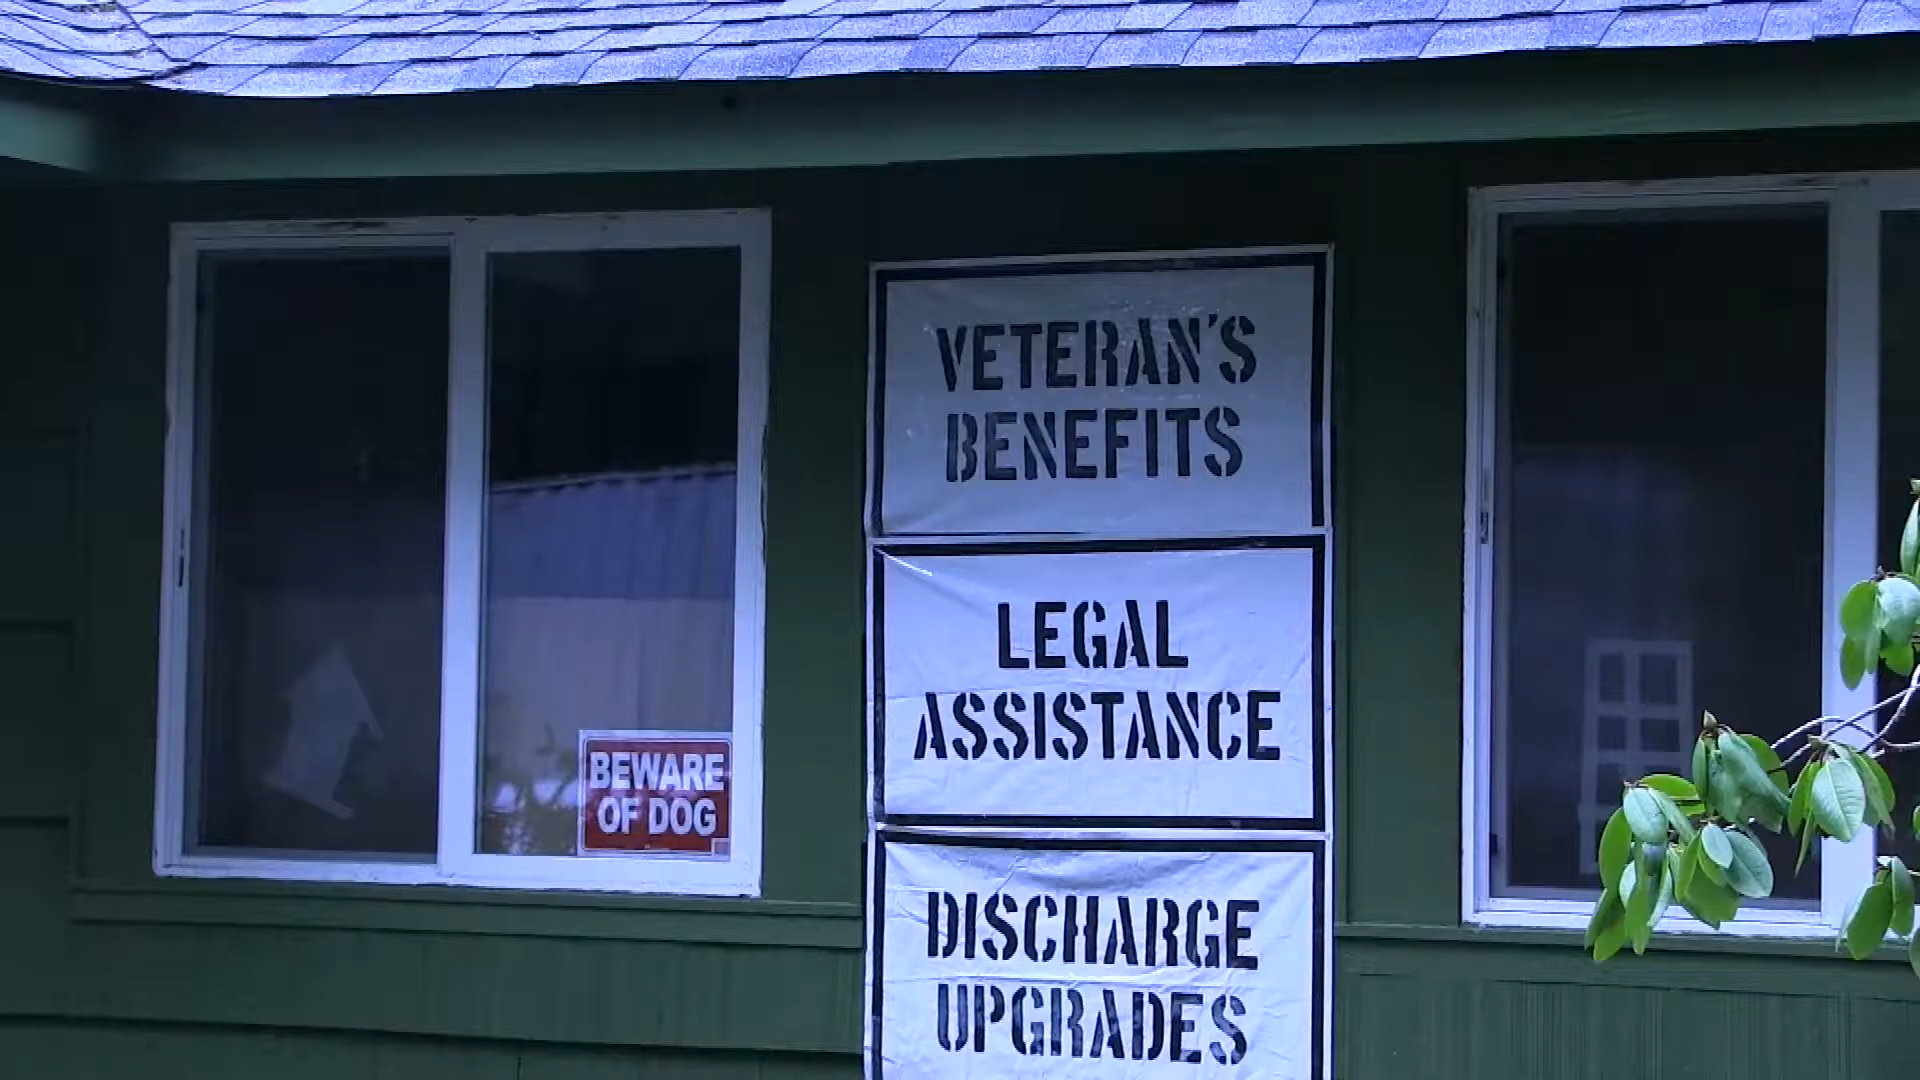 VETERAN'S
BENEFITS
LEGAL
ASSISTANCE
BEWARE
OF DOG
DISCHARGE
UPGRADES